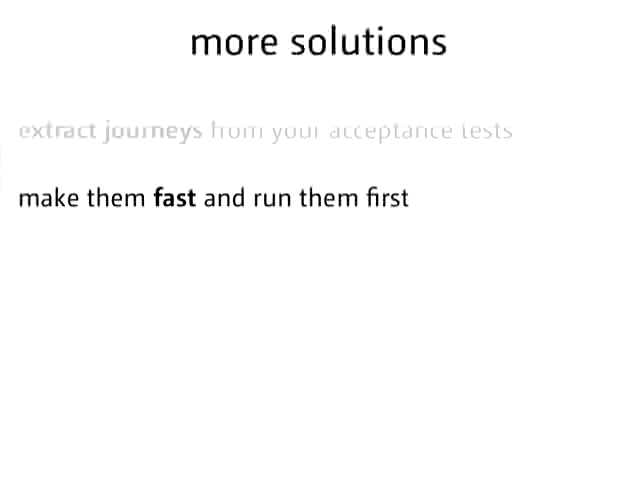 more solutions
extract journeys from your acceptance tests
make them fast and run them first